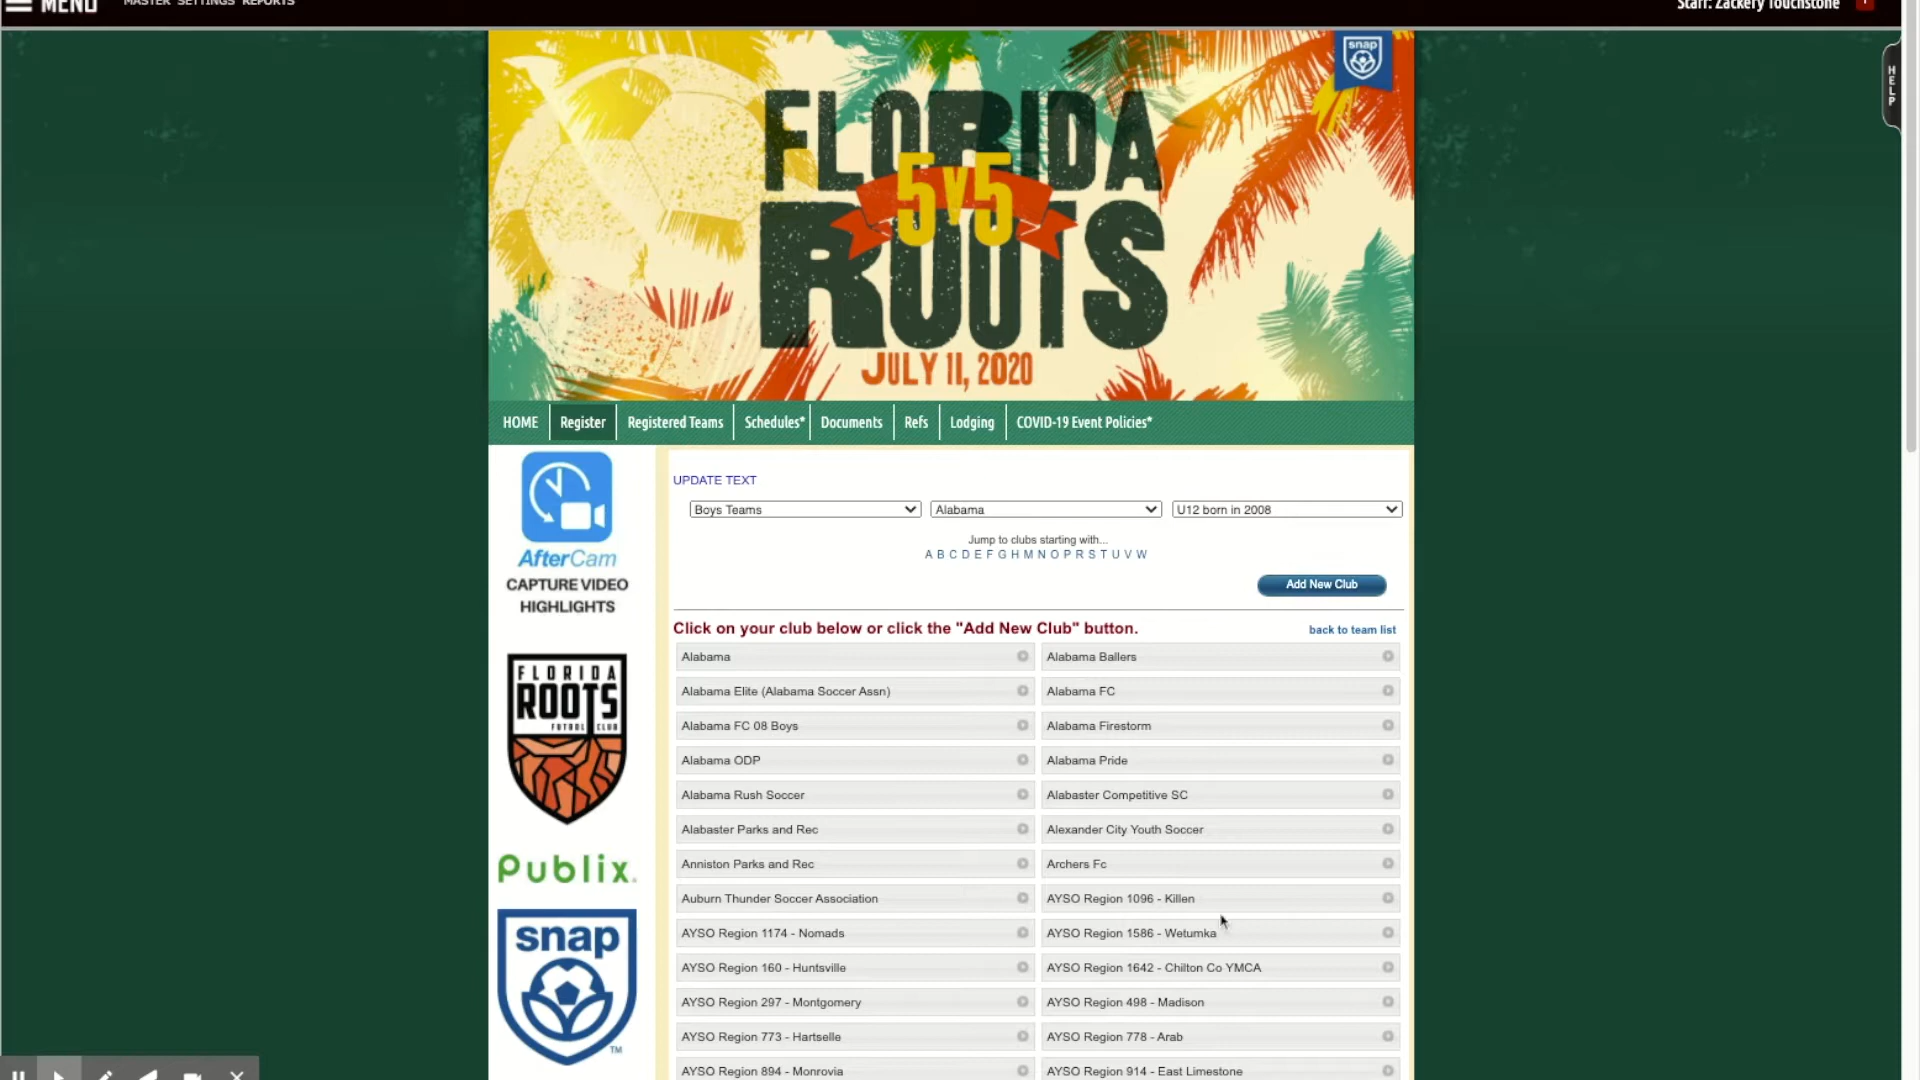 MENU
MASTER SETTINGS REPORTS
Staff: Zackery Touchstone
HELP
snap
FLORIDA
5v5
ROOTS
JULY 11, 2020
HOME
Register
Registered Teams
Schedules*
Documents
Refs
Lodging
COVID-19 Event Policies*
AfterCam
CAPTURE VIDEO
HIGHLIGHTS
FLORIDA
ROOTS
FUTBOL CLUB
Publix.
snap
TM
UPDATE TEXT
Boys Teams
Alabama
U12 born in 2008
Jump to clubs starting with...
A B C D E F G H M N O P R S T U V W
Add New Club
Click on your club below or click the "Add New Club" button.
back to team list
Alabama
Alabama Ballers
Alabama Elite (Alabama Soccer Assn)
Alabama FC
Alabama FC 08 Boys
Alabama Firestorm
Alabama ODP
Alabama Pride
Alabama Rush Soccer
Alabaster Competitive SC
Alabaster Parks and Rec
Alexander City Youth Soccer
Anniston Parks and Rec
Archers Fc
Auburn Thunder Soccer Association
AYSO Region 1096 - Killen
AYSO Region 1174 - Nomads
AYSO Region 1586 - Wetumka
AYSO Region 160 - Huntsville
AYSO Region 1642 - Chilton Co YMCA
AYSO Region 297 - Montgomery
AYSO Region 498 - Madison
AYSO Region 773 - Hartselle
AYSO Region 778 - Arab
AYSO Region 894 - Monrovia
AYSO Region 914 - East Limestone